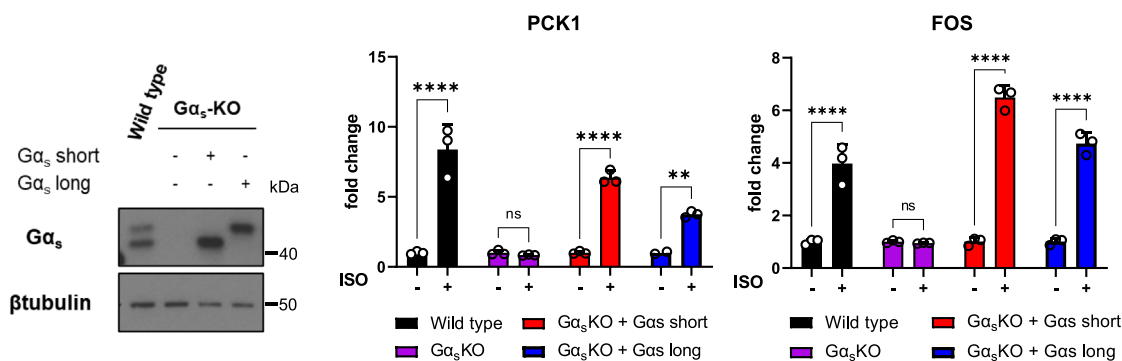 Wild type
Gαs-KO
Gαs short - + -
Gαs long - - +
kDa
Gαs
40
βtubulin
50
PCK1
fold change
15
10
5
0
****
ns
****
**
ISO - + - + - + - +
Wild type
GαsKO + Gαs short
GαsKO
GαsKO + Gαs long
FOS
fold change
8
6
4
2
0
****
ns
****
****
ISO - + - + - + - +
Wild type
GαsKO + Gαs short
GαsKO
GαsKO + Gαs long